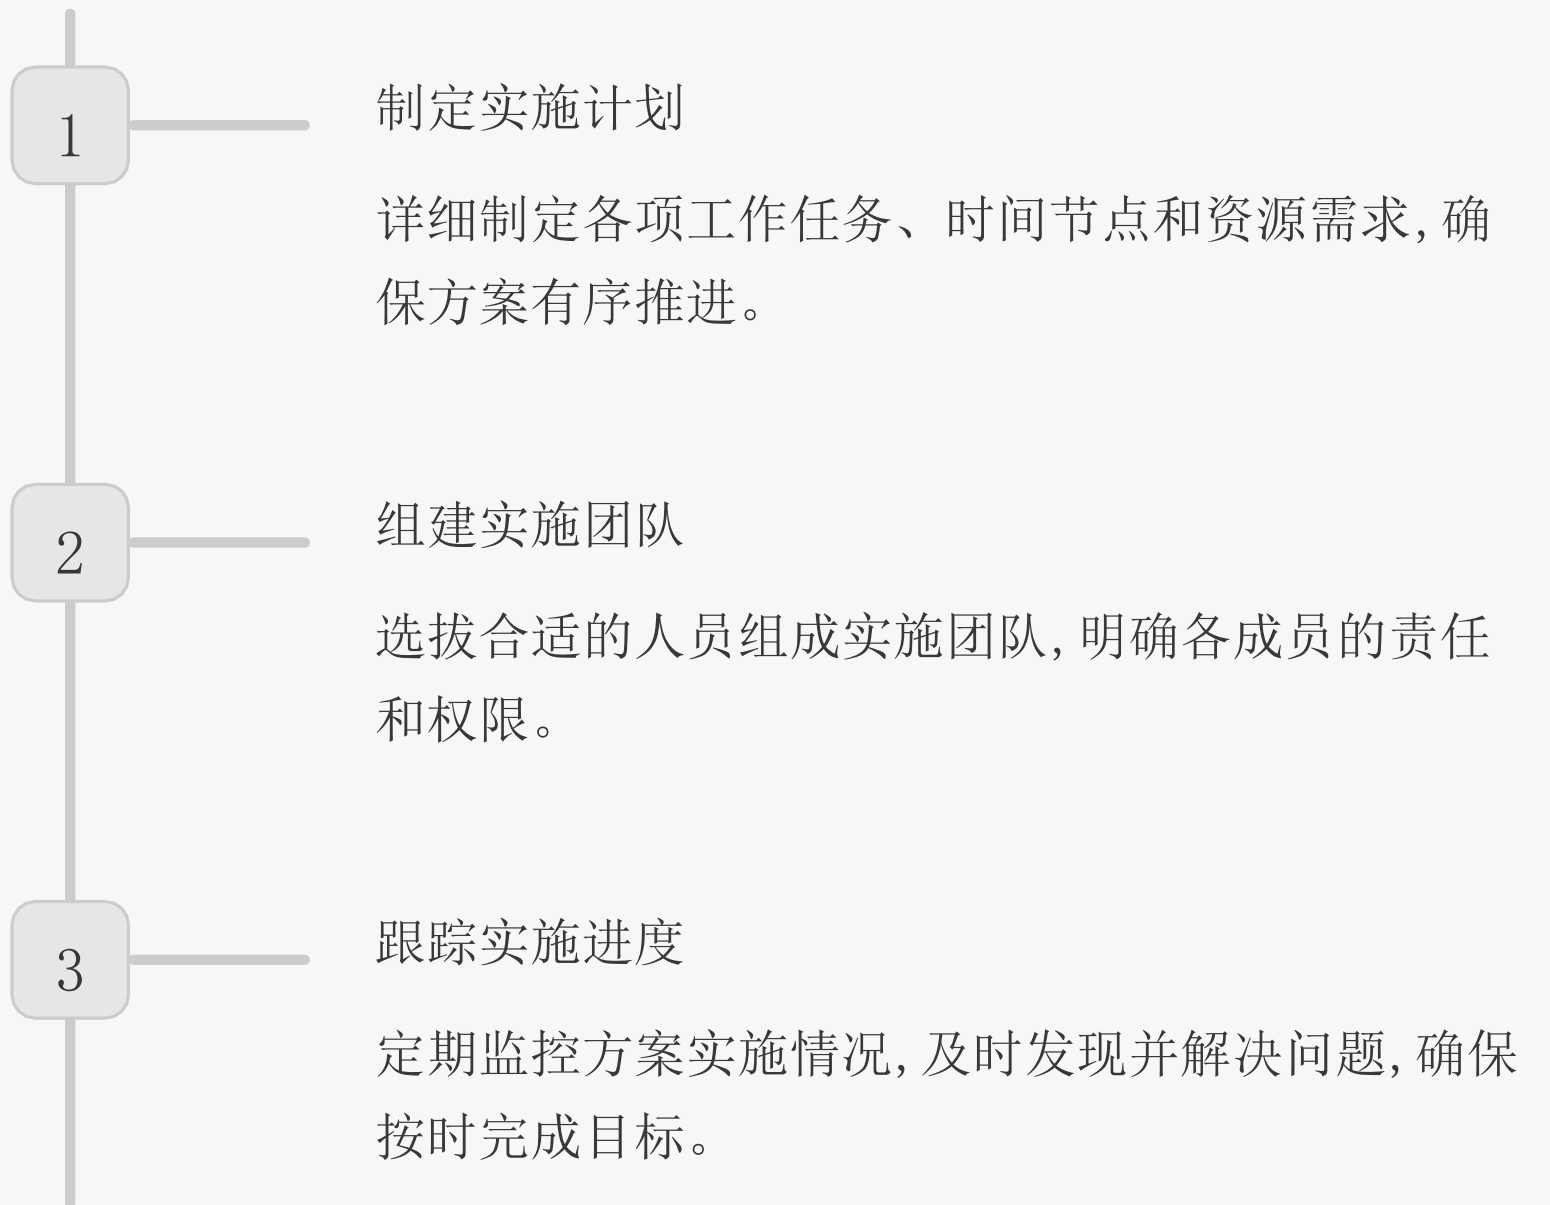 1
制定实施计划
详细制定各项工作任务、时间节点和资源需求,确
保方案有序推进。
2
组建实施团队
选拔合适的人员组成实施团队,明确各成员的责任
和权限。
3
跟踪实施进度
定期监控方案实施情况,及时发现并解决问题,确保
按时完成目标。